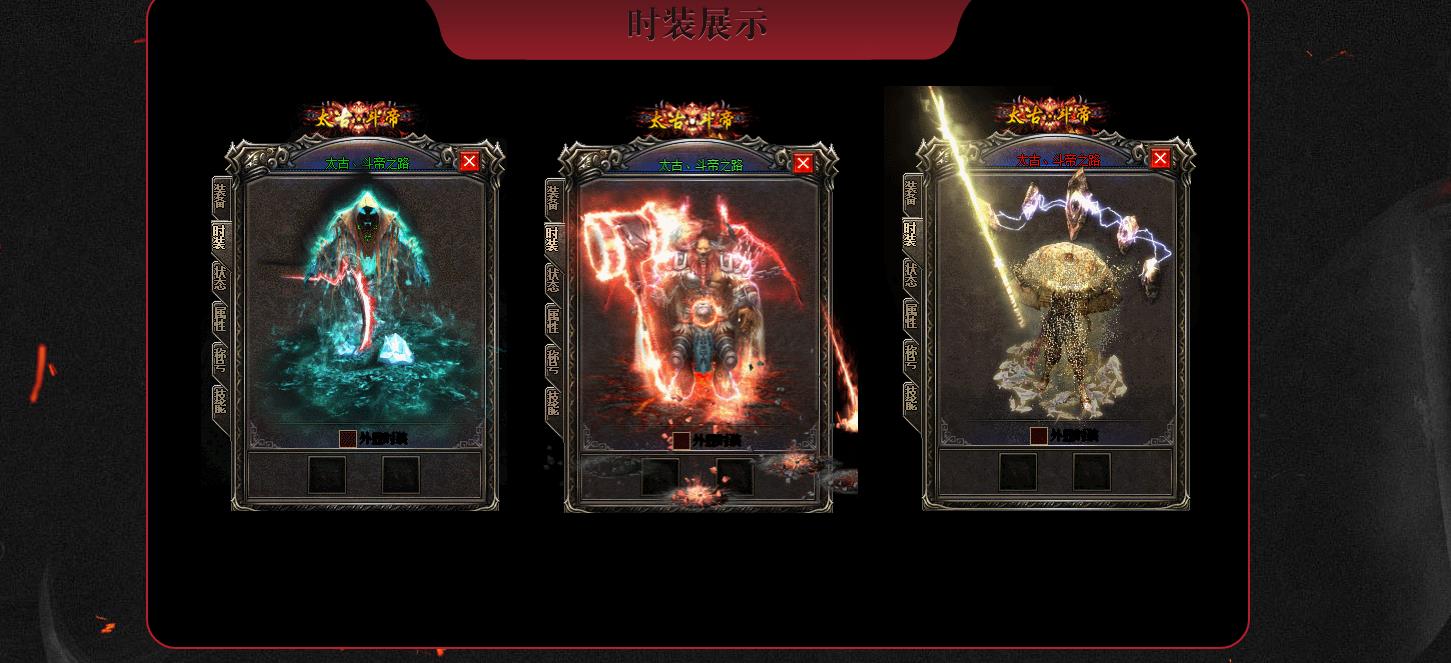 时装展示
太古 斗帝
太古、斗帝之路
装备
时装
状态
属性
称号
技能
外显时装
太古 斗帝
太古、斗帝之路
装备
时装
状态
属性
称号
技能
外显时装
太古 斗帝
太古、斗帝之路
装备
时装
状态
属性
称号
技能
外显时装